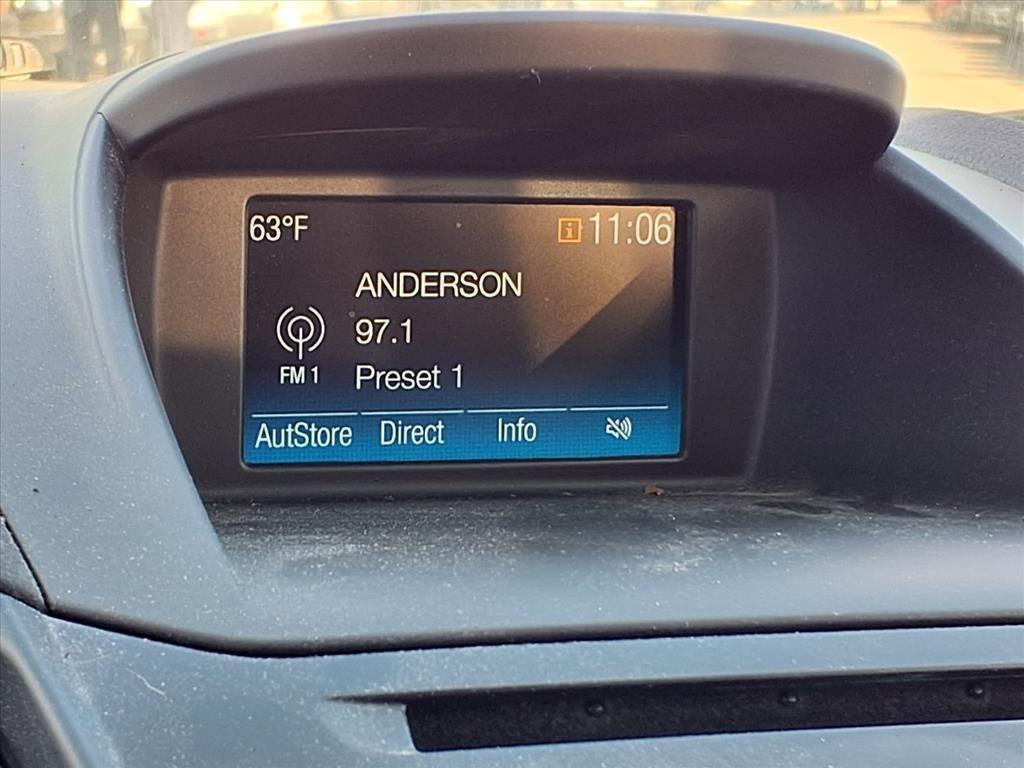 63°F
11:06
ANDERSON
97.1
FM 1
Preset 1
AutStore Direct Info